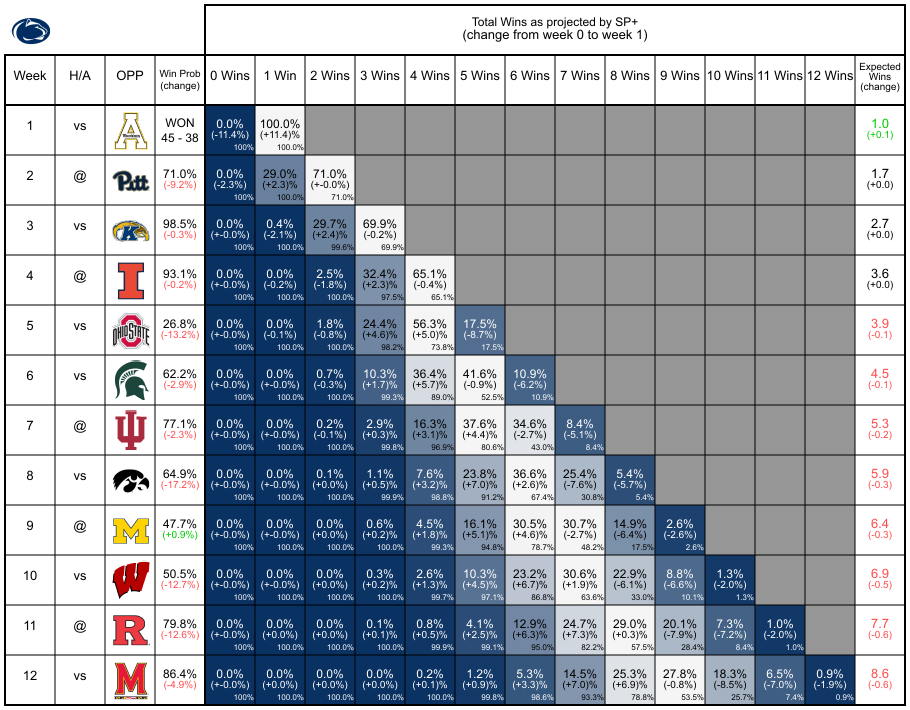 Total Wins as projected by SP+
(change from week 0 to week 1)
Week H/A OPP Win Prob (change) 0 Wins 1 Win 2 Wins 3 Wins 4 Wins 5 Wins 6 Wins 7 Wins 8 Wins 9 Wins 10 Wins 11 Wins 12 Wins Expected Wins (change)
1 vs A WON 45 - 38 0.0% (-11.4%) 100% 100.0% (+11.4)% 100.0% 1.0 (+0.1)
2 @ Pitt 71.0% (-9.2%) 0.0% (-2.3%) 100% 29.0% (+2.3)% 100.0% 71.0% (+-0.0%) 71.0% 1.7 (+0.0)
3 vs K 98.5% (-0.3%) 0.0% (+-0.0%) 100% 0.4% (-2.1%) 100.0% 29.7% (+2.4)% 99.6% 69.9% (-0.2%) 69.9% 2.7 (+0.0)
4 @ I 93.1% (-0.2%) 0.0% (+-0.0%) 100% 0.0% (-0.2%) 100.0% 2.5% (-1.8%) 100.0% 32.4% (+2.3)% 97.5% 65.1% (-0.4%) 65.1% 3.6 (+0.0)
5 vs OHIO STATE 26.8% (-13.2%) 0.0% (+-0.0%) 100% 0.0% (-0.1%) 100.0% 1.8% (-0.8%) 100.0% 24.4% (+4.6)% 98.2% 56.3% (+5.0)% 73.8% 17.5% (-8.7%) 17.5% 3.9 (-0.1)
6 vs 62.2% (-2.9%) 0.0% (+-0.0%) 100% 0.0% (+-0.0%) 100.0% 0.7% (-0.3%) 100.0% 10.3% (+1.7)% 99.3% 36.4% (+5.7)% 89.0% 41.6% (-0.9%) 52.5% 10.9% (-6.2%) 10.9% 4.5 (-0.1)
7 @ IU 77.1% (-2.3%) 0.0% (+-0.0%) 100% 0.0% (+-0.0%) 100.0% 0.2% (-0.1%) 100.0% 2.9% (+0.3)% 99.8% 16.3% (+3.1)% 96.9% 37.6% (+4.4)% 80.6% 34.6% (-2.7%) 43.0% 8.4% (-5.1%) 8.4% 5.3 (-0.2)
8 vs 64.9% (-17.2%) 0.0% (+-0.0%) 100% 0.0% (+-0.0%) 100.0% 0.1% (+-0.0%) 100.0% 1.1% (+0.5)% 99.9% 7.6% (+3.2)% 98.8% 23.8% (+7.0)% 91.2% 36.6% (+2.6)% 67.4% 25.4% (-7.6%) 30.8% 5.4% (-5.7%) 5.4% 5.9 (-0.3)
9 @ M 47.7% (+0.9%) 0.0% (+-0.0%) 100% 0.0% (+-0.0%) 100.0% 0.0% (+-0.0%) 100.0% 0.6% (+0.2)% 100.0% 4.5% (+1.8)% 99.3% 16.1% (+5.1)% 94.8% 30.5% (+4.6)% 78.7% 30.7% (-2.7%) 48.2% 14.9% (-6.4%) 17.5% 2.6% (-2.6%) 2.6% 6.4 (-0.3)
10 vs W 50.5% (-12.7%) 0.0% (+-0.0%) 100% 0.0% (+-0.0%) 100.0% 0.0% (+0.0)% 100.0% 0.3% (+0.2)% 100.0% 2.6% (+1.3)% 99.7% 10.3% (+4.5)% 97.1% 23.2% (+6.7)% 86.8% 30.6% (+1.9)% 63.6% 22.9% (-6.1%) 33.0% 8.8% (-6.6%) 10.1% 1.3% (-2.0%) 1.3% 6.9 (-0.5)
11 @ R 79.8% (-12.6%) 0.0% (+-0.0%) 100% 0.0% (+0.0)% 100.0% 0.0% (+0.0)% 100.0% 0.1% (+0.1)% 100.0% 0.8% (+0.5)% 99.9% 4.1% (+2.5)% 99.1% 12.9% (+6.3)% 95.0% 24.7% (+7.3)% 82.2% 29.0% (+0.3)% 57.5% 20.1% (-7.9%) 28.4% 7.3% (-7.2%) 8.4% 1.0% (-2.0%) 1.0% 7.7 (-0.6)
12 vs M 86.4% (-4.9%) 0.0% (+-0.0%) 100% 0.0% (+0.0)% 100.0% 0.0% (+0.0)% 100.0% 0.0% (+0.0)% 100.0% 0.2% (+0.1)% 100.0% 1.2% (+0.9)% 99.8% 5.3% (+3.3)% 98.6% 14.5% (+7.0)% 93.3% 25.3% (+6.9)% 78.8% 27.8% (-0.8%) 53.5% 18.3% (-8.5%) 25.7% 6.5% (-7.0%) 7.4% 0.9% (-1.9%) 0.9% 8.6 (-0.6)